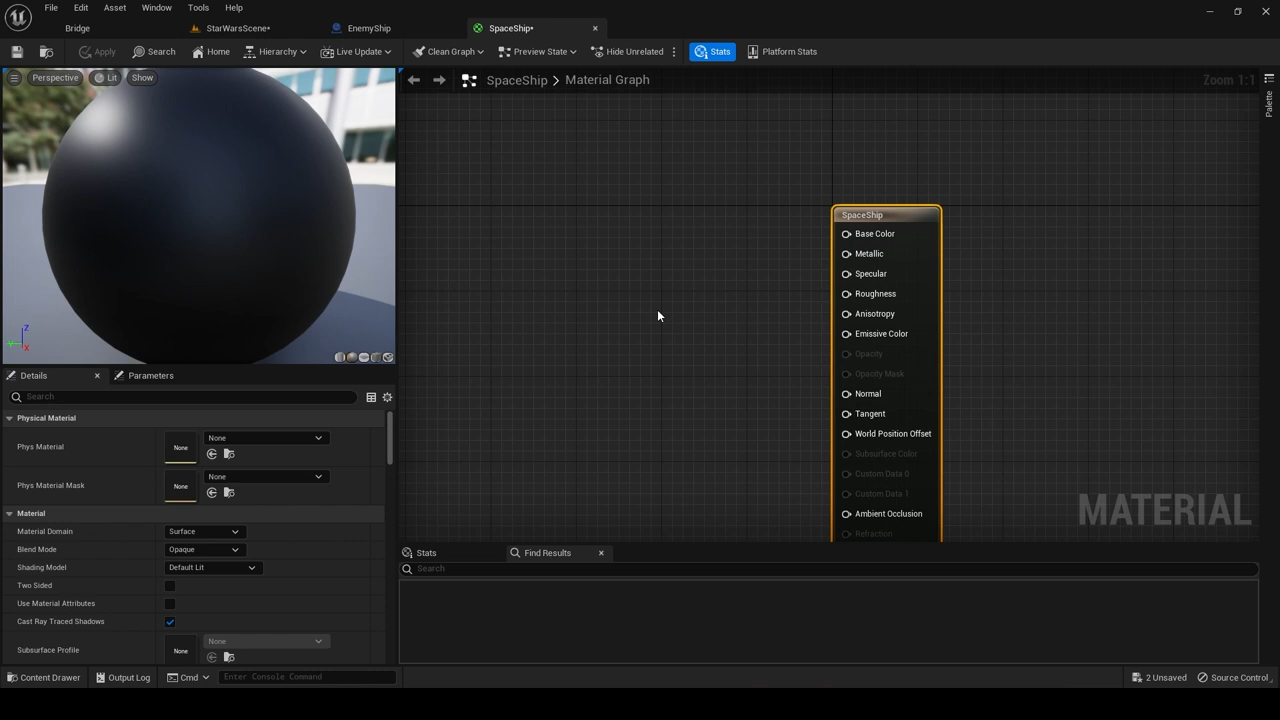 File Edit Asset Window Tools Help
Bridge StarWarsScene* EnemyShip SpaceShip*
Apply Search Home Hierarchy Live Update Clean Graph Preview State Hide Unrelated Stats Platform Stats
Perspective Lit Show
SpaceShip > Material Graph
Zoom 1:1
Palette
SpaceShip
Base Color
Metallic
Specular
Roughness
Anisotropy
Emissive Color
Opacity
Opacity Mask
Normal
Tangent
World Position Offset
Subsurface Color
Custom Data 0
Custom Data 1
Ambient Occlusion
Refraction
MATERIAL
Z
X
Details Parameters
Search
Physical Material
Phys Material None None
Phys Material Mask None None
Material
Material Domain Surface
Blend Mode Opaque
Shading Model Default Lit
Two Sided
Use Material Attributes
Cast Ray Traced Shadows
Subsurface Profile None None
Stats Find Results
Search
Content Drawer Output Log Cmd Enter Console Command 2 Unsaved Source Control